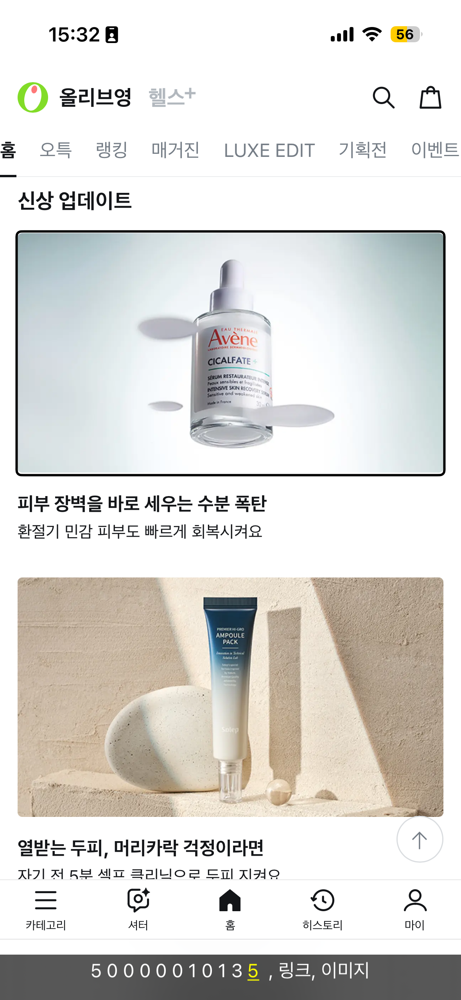 15:32
56
올리브영 헬스+
홈 오특 랭킹 매거진 LUXE EDIT 기획전 이벤트
신상 업데이트
EAU THERMALE
Avène
LABORATOIRE DERMATOLOGIQUE
CICALFATE +
SÉRUM RESTAURATEUR INTENSE
Peaux sensibles et fragilisées
INTENSIVE SKIN RECOVERY SERUM
Sensitive and weakened skin
Made in France
피부 장벽을 바로 세우는 수분 폭탄
환절기 민감 피부도 빠르게 회복시켜요
PREMIER HI-GRO
AMPOULE
PACK
Innovation in Technical
Solution Lab
Satep
열받는 두피, 머리카락 걱정이라면
자기 전 5분 셀프 클리닉으로 두피 지켜요
카테고리 셔터 홈 히스토리 마이
5 0 0 0 0 0 1 0 1 3 5 , 링크, 이미지